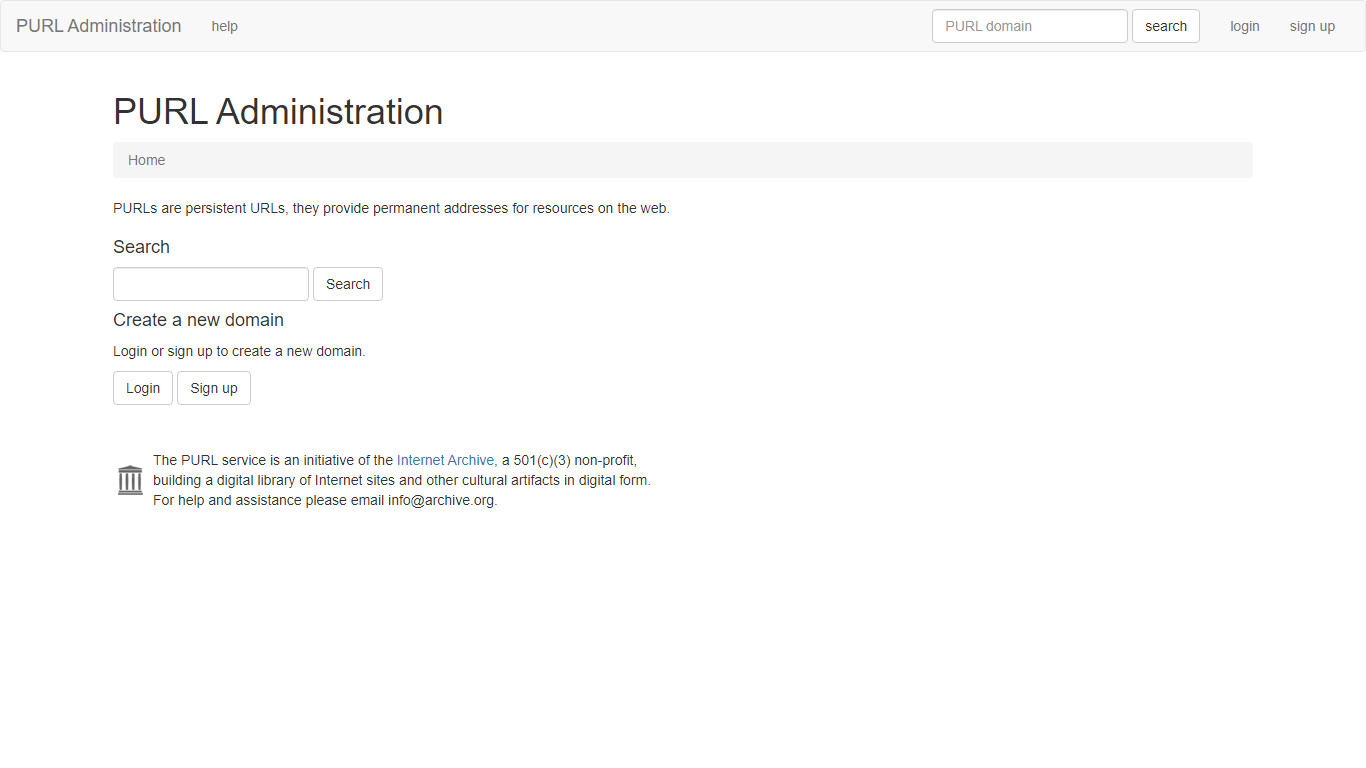 PURL Administration help PURL domain search login sign up
PURL Administration
Home
PURLs are persistent URLs, they provide permanent addresses for resources on the web.
Search
Search
Create a new domain
Login or sign up to create a new domain.
Login Sign up
The PURL service is an initiative of the Internet Archive, a 501(c)(3) non-profit,
building a digital library of Internet sites and other cultural artifacts in digital form.
For help and assistance please email info@archive.org.